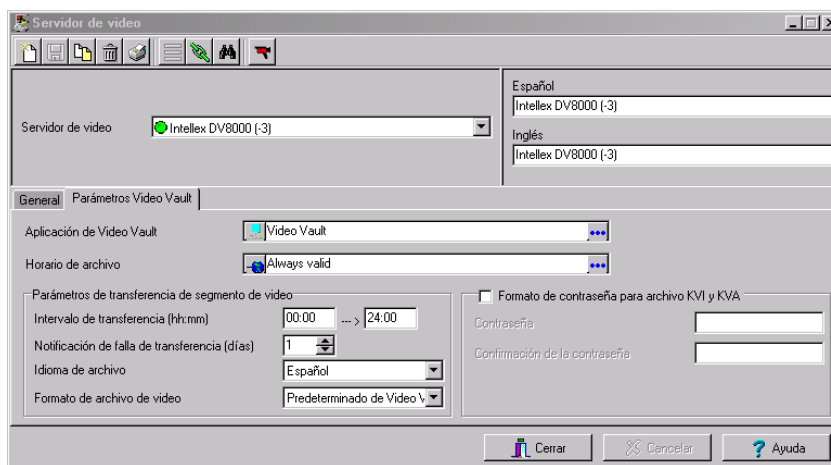 Servidor de video
Español
Intellex DV8000 (-3)
Servidor de video
Intellex DV8000 (-3)
Inglés
Intellex DV8000 (-3)
General
Parámetros Video Vault
Aplicación de Video Vault
Video Vault
Horario de archivo
Always valid
Parámetros de transferencia de segmento de video
Intervalo de transferencia (hh:mm)
00:00
---> 24:00
Notificación de falla de transferencia (días)
1
Idioma de archivo
Español
Formato de archivo de video
Predeterminado de Video V
Formato de contraseña para archivo KVI y KVA
Contraseña
Confirmación de la contraseña
Cerrar
Cancelar
Ayuda